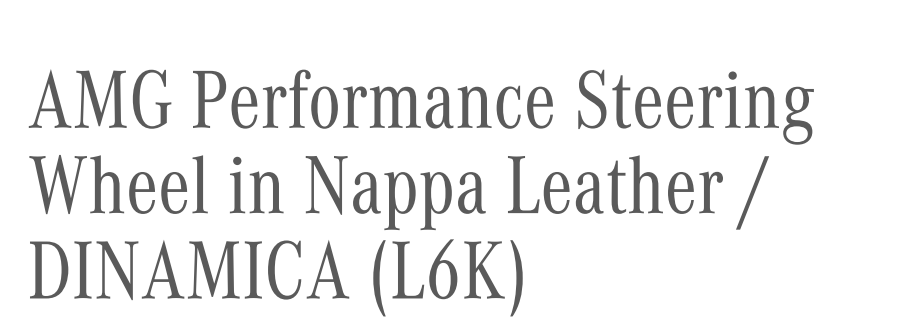 AMG Performance Steering
Wheel in Nappa Leather /
DINAMICA (L6K)